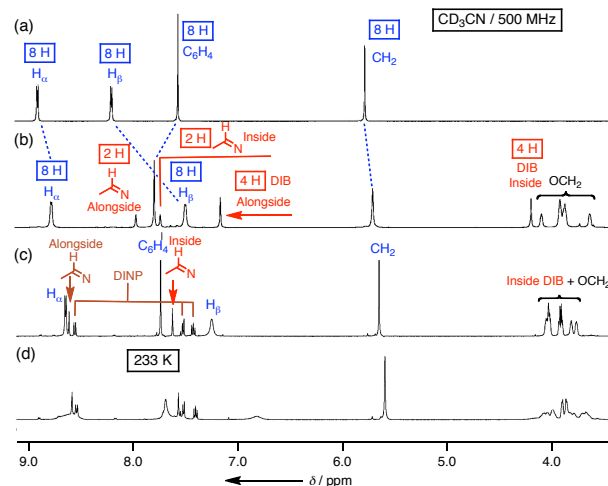 (a)
8 H
Hα
8 H
Hβ
8 H
C6H4
8 H
CH2
CD3CN / 500 MHz
(b)
8 H
Hα
2 H
H
N
Alongside
2 H
H
N
Inside
8 H
Hβ
4 H DIB
Alongside
4 H
DIB
Inside
OCH2
(c)
Alongside
H
N
Hα
DINP
C6H4
Inside
H
N
Hβ
CH2
Inside DIB + OCH2
(d)
233 K
9.0 8.0 7.0 6.0 5.0 4.0
δ / ppm